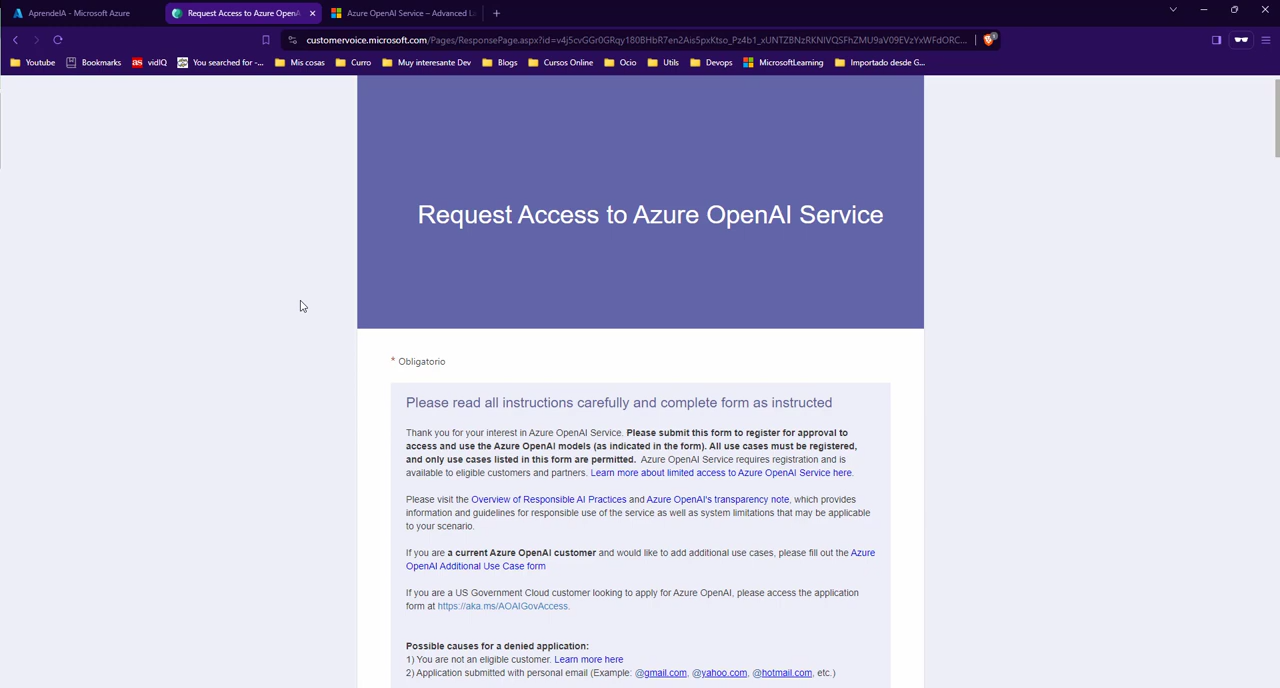 AprendeIA - Microsoft Azure
Request Access to Azure OpenA
Azure OpenAI Service – Advanced L
customervoice.microsoft.com/Pages/ResponsePage.aspx?id=
Youtube
Bookmarks
vidIQ
You searched for -...
Mis cosas
Curro
Muy interesante Dev
Blogs
Cursos Online
Ocio
Utils
Devops
MicrosoftLearning
Importado desde G...
Request Access to Azure OpenAI Service
* Obligatorio
Please read all instructions carefully and complete form as instructed
Thank you for your interest in Azure OpenAI Service. Please submit this form to register for approval to
access and use the Azure OpenAI models (as indicated in the form). All use cases must be registered,
and only use cases listed in this form are permitted. Azure OpenAI Service requires registration and is
available to eligible customers and partners. Learn more about limited access to Azure OpenAI Service here.
Please visit the Overview of Responsible AI Practices and Azure OpenAI's transparency note, which provides
information and guidelines for responsible use of the service as well as system limitations that may be applicable
to your scenario.
If you are a current Azure OpenAI customer and would like to add additional use cases, please fill out the Azure
OpenAI Additional Use Case form
If you are a US Government Cloud customer looking to apply for Azure OpenAI, please access the application
form at https://aka.ms/AOAIGovAccess.
Possible causes for a denied application:
1) You are not an eligible customer. Learn more here
2) Application submitted with personal email (Example: @gmail.com, @yahoo.com, @hotmail.com, etc.)